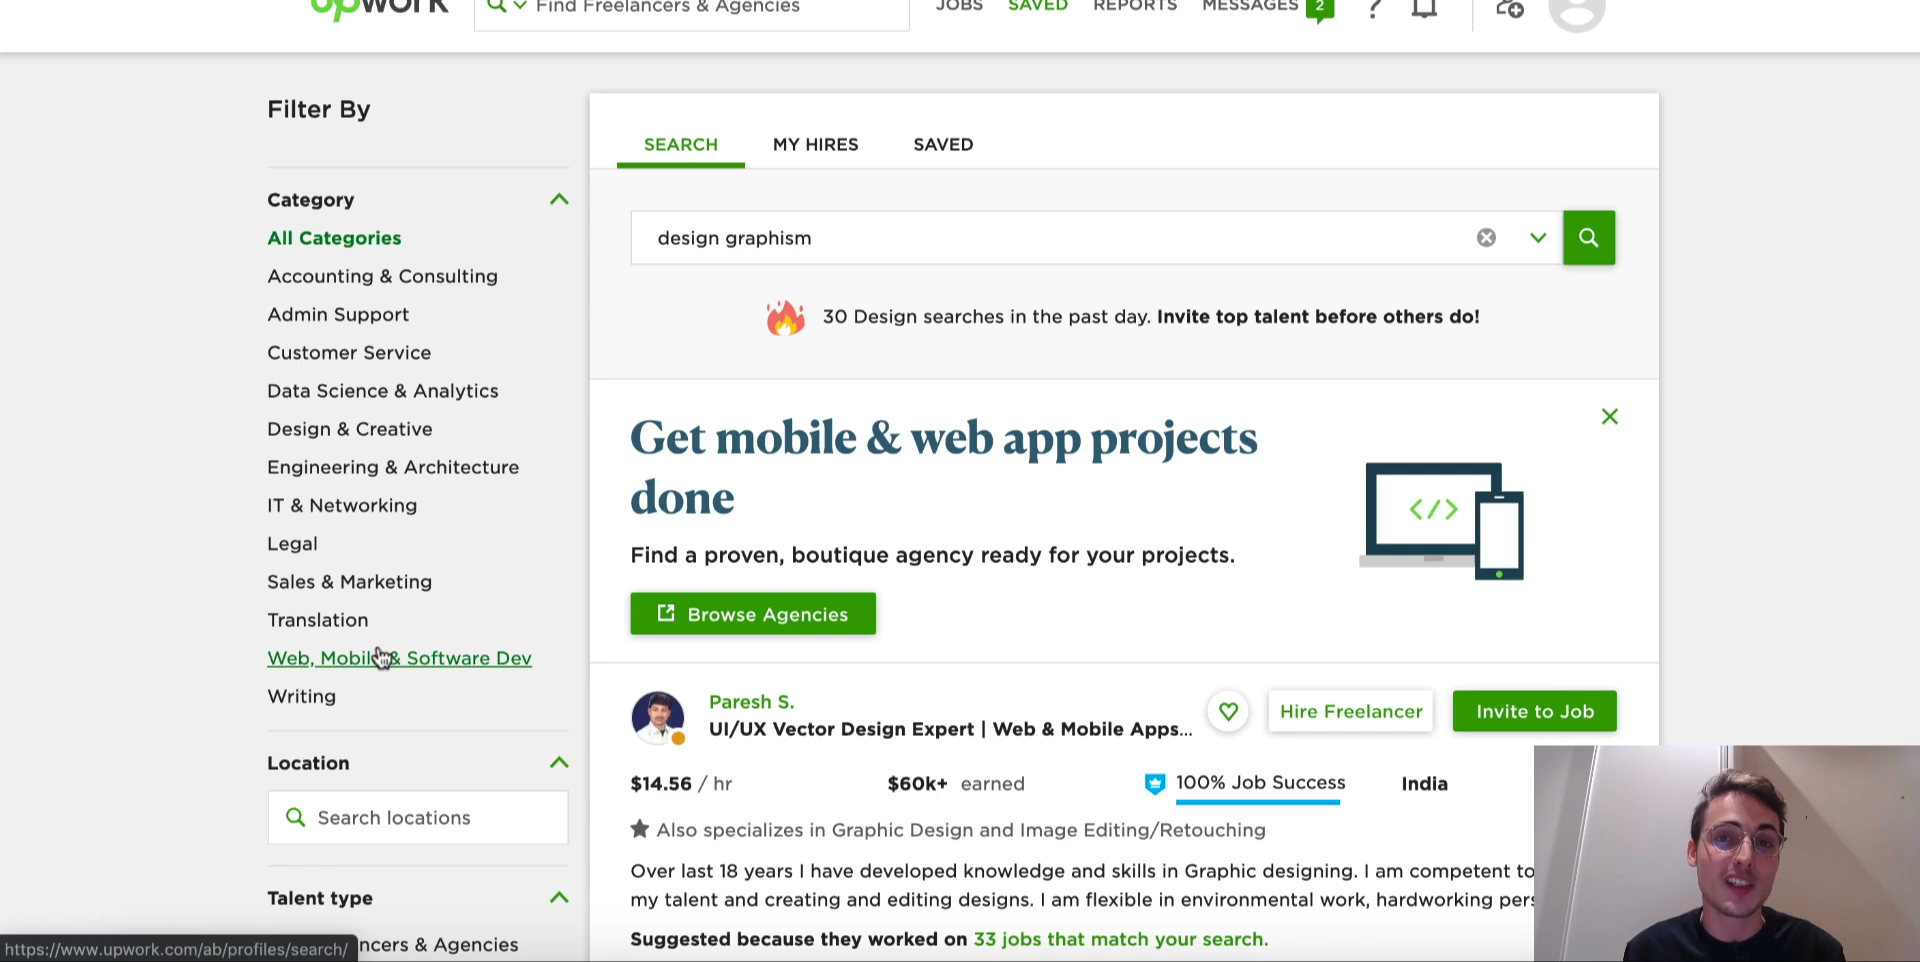 upwork
Find Freelancers & Agencies
JOBS
SAVED
REPORTS
MESSAGES
2
?
Filter By
Category
All Categories
Accounting & Consulting
Admin Support
Customer Service
Data Science & Analytics
Design & Creative
Engineering & Architecture
IT & Networking
Legal
Sales & Marketing
Translation
Web, Mobile & Software Dev
Writing
Location
Search locations
Talent type
ncers & Agencies
https://www.upwork.com/ab/profiles/search/
SEARCH
MY HIRES
SAVED
design graphism
30 Design searches in the past day. Invite top talent before others do!
Get mobile & web app projects
done
Find a proven, boutique agency ready for your projects.
</>
Browse Agencies
Paresh S.
UI/UX Vector Design Expert | Web & Mobile Apps...
Hire Freelancer
Invite to Job
$14.56 / hr
$60k+ earned
100% Job Success
India
Also specializes in Graphic Design and Image Editing/Retouching
Over last 18 years I have developed knowledge and skills in Graphic designing. I am competent to
my talent and creating and editing designs. I am flexible in environmental work, hardworking pers
Suggested because they worked on 33 jobs that match your search.